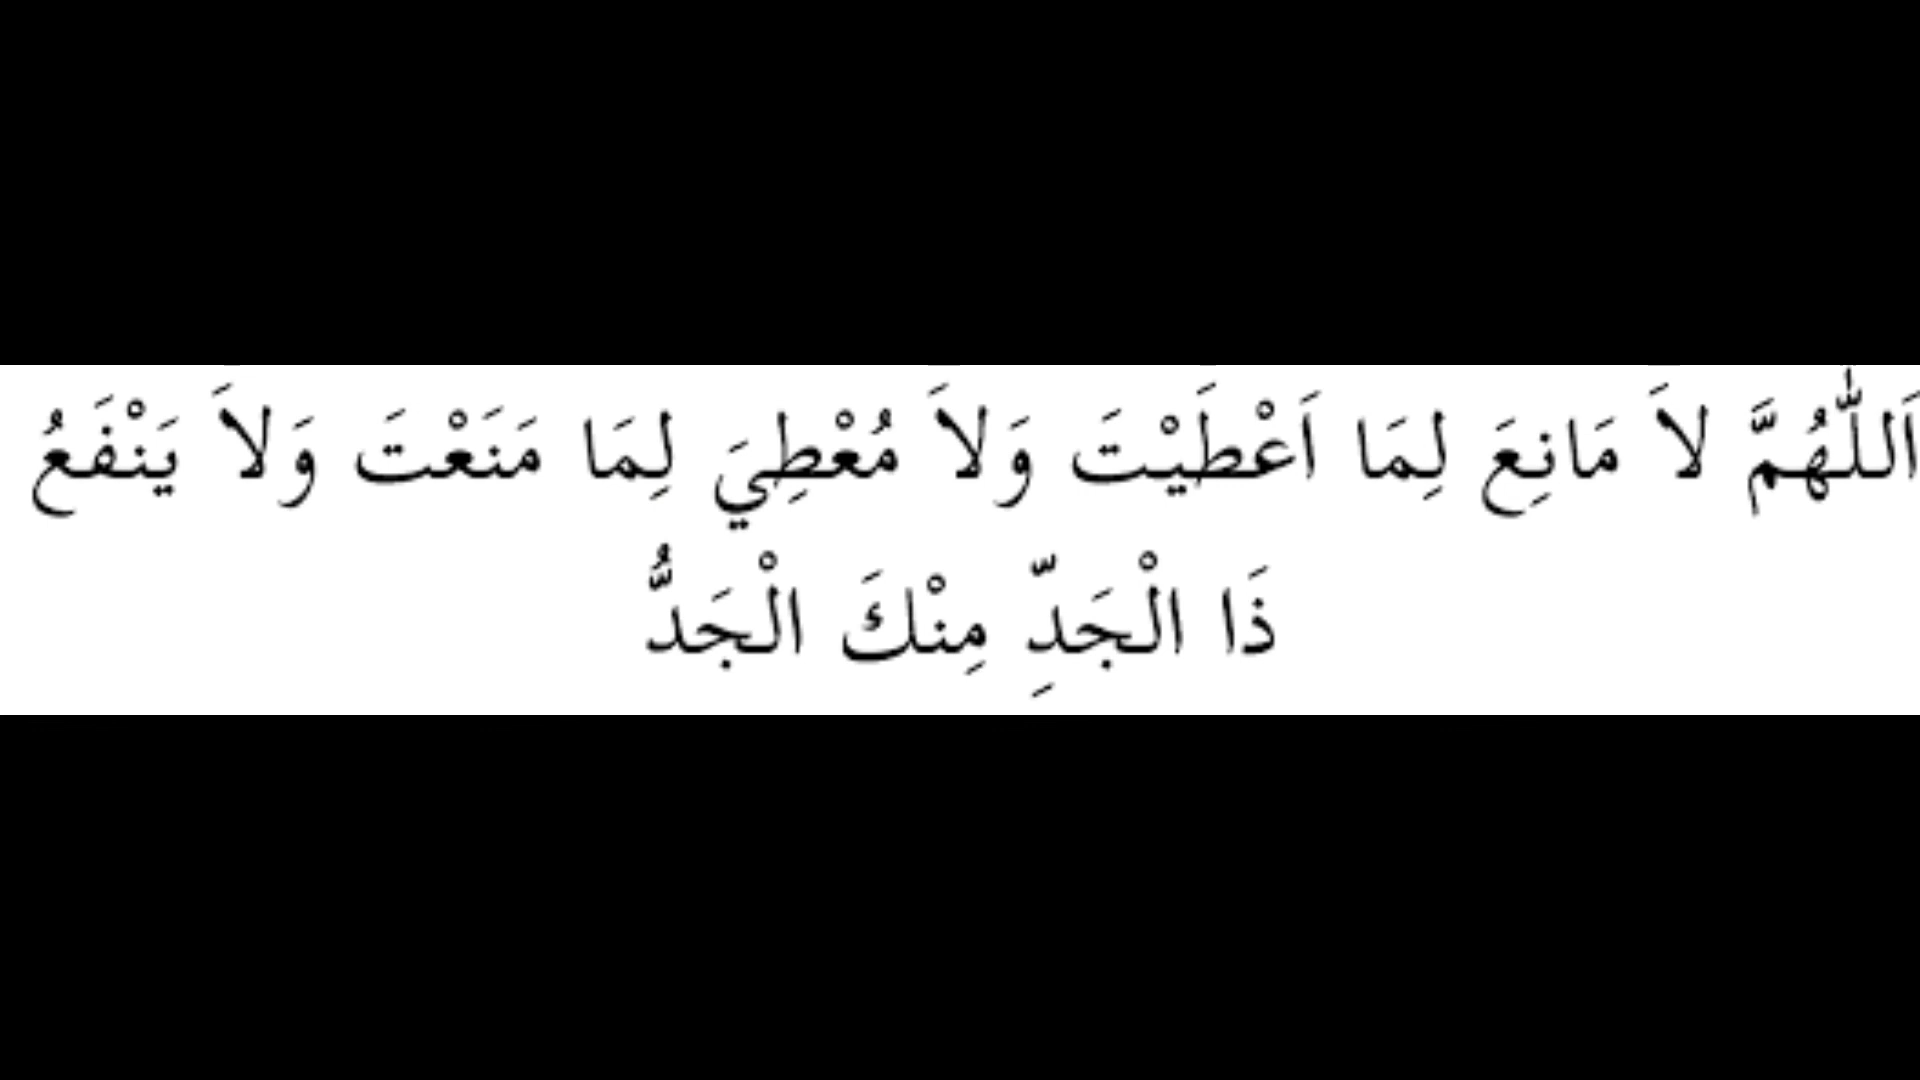 اَللّٰهُمَّ لاَ مَانِعَ لِمَا اَعْطَيْتَ وَلاَ مُعْطِيَ لِمَا مَنَعْتَ وَلاَ يَنْفَعُ
ذَا الْجَدِّ مِنْكَ الْجَدُّ